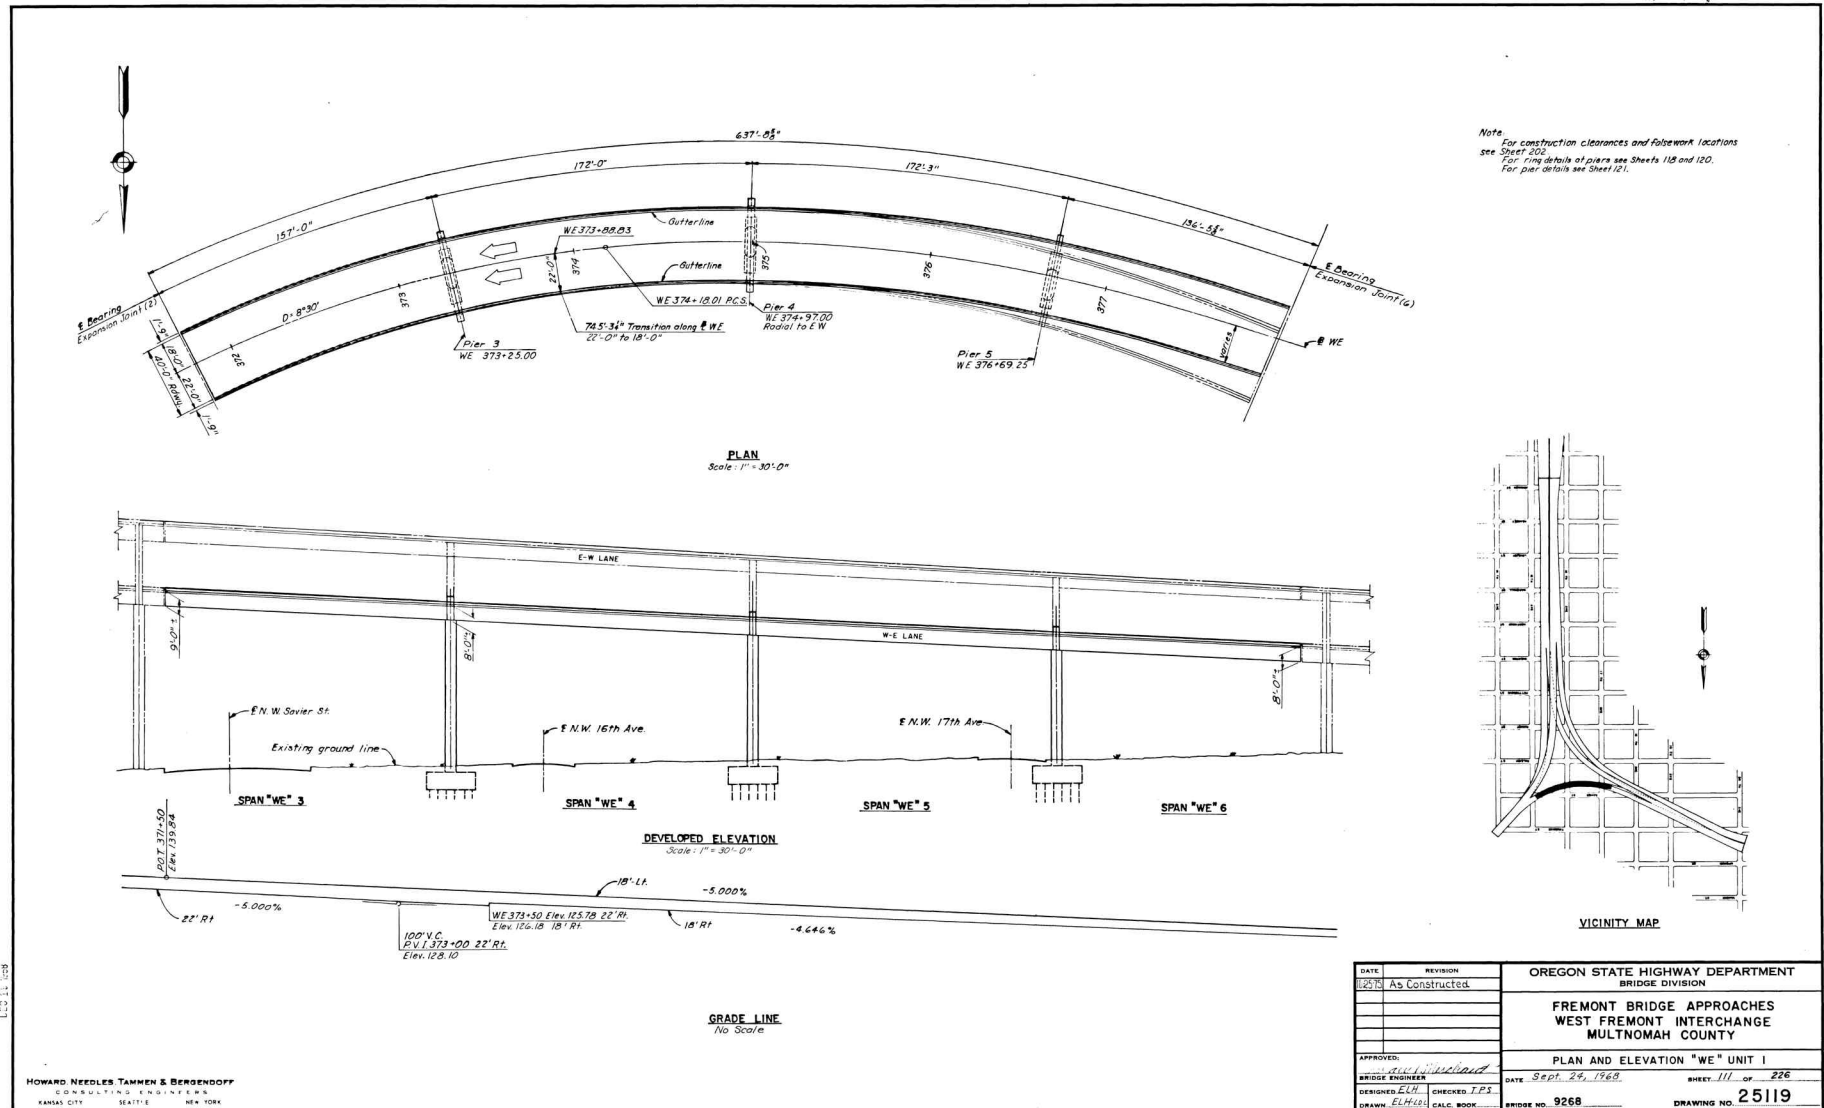 637'-8⅝"
172'-0"
172'-3"
157'-0"
136'-5⅝"
Note:
For construction clearances and falsework locations
see Sheet 202.
For ring details at piers see Sheets 118 and 120.
For pier details see Sheet 121.
Gutterline
WE 373+88.83
Gutterline
℄ Bearing
Expansion Joint (2)
℄ Bearing
Expansion Joint (6)
D= 8°30'
372
373
374
375
376
377
22'-0"
WE 374+18.01 P.C.S.
Pier 3
WE 373+25.00
74.5'-3¼" Transition along ℄ WE
22'-0" to 18'-0"
Pier 4
WE 374+97.00
Radial to E W
Pier 5
WE 376+69.25
varies
℄ WE
1'-9"
18'-0"
22'-0"
40'-0" Rdwy.
1'-9"
PLAN
Scale: 1" = 30'-0"
E-W LANE
W-E LANE
9'-0"±
8'-0"±
8'-0"±
℄ N.W. Savier St.
Existing ground line
℄ N.W. 16th Ave.
℄ N.W. 17th Ave
SPAN "WE" 3
SPAN "WE" 4
SPAN "WE" 5
SPAN "WE" 6
DEVELOPED ELEVATION
Scale: 1" = 30'-0"
P.O.T. 371+50
Elev. 139.84
18'-Lt.
-5.000%
22' Rt
-5.000%
WE 373+50 Elev. 125.78 22' Rt.
Elev. 126.18 18' Rt.
18' Rt
-4.646%
100' V.C.
P.V.I. 373+00 22' Rt.
Elev. 128.10
GRADE LINE
No Scale
VICINITY MAP
DATE REVISION
11-25-75 As Constructed
OREGON STATE HIGHWAY DEPARTMENT
BRIDGE DIVISION
FREMONT BRIDGE APPROACHES
WEST FREMONT INTERCHANGE
MULTNOMAH COUNTY
PLAN AND ELEVATION "WE" UNIT 1
APPROVED:
BRIDGE ENGINEER
DATE Sept. 24, 1968 SHEET 111 OF 226
DESIGNED ELH CHECKED T.P.S.
DRAWN ELH-LDL CALC. BOOK
BRIDGE NO. 9268 DRAWING NO. 25119
HOWARD, NEEDLES, TAMMEN & BERGENDOFF
CONSULTING ENGINEERS
KANSAS CITY SEATTLE NEW YORK